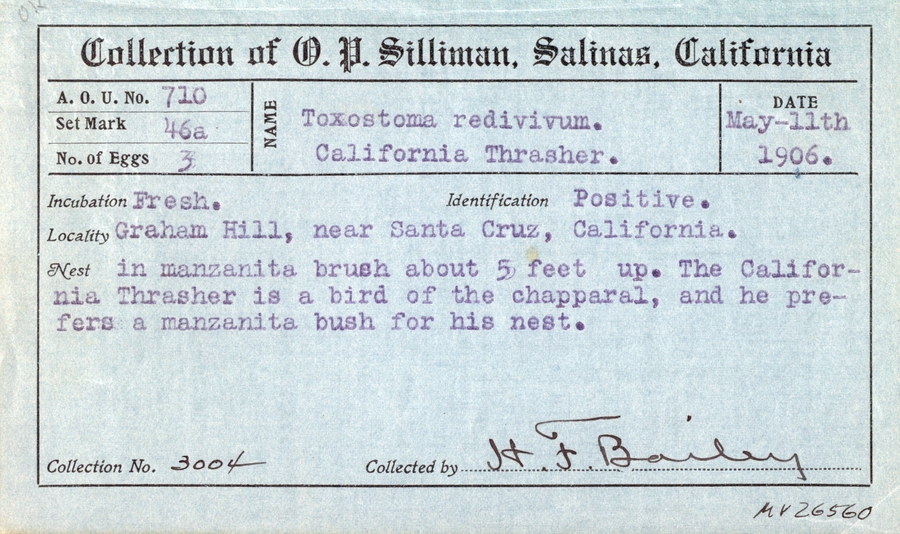 Collection of O. P. Silliman, Salinas, California
A. O. U. No. 710
Set Mark 46a
No. of Eggs 3
NAME
Toxostoma redivivum.
California Thrasher.
DATE
May-11th
1906.
Incubation Fresh. Identification Positive.
Locality Graham Hill, near Santa Cruz, California.
Nest in manzanita brush about 5 feet up. The Califor-
nia Thrasher is a bird of the chapparal, and he pre-
fers a manzanita bush for his nest.
Collection No. 3004 Collected by H. F. Bailey
MV26560